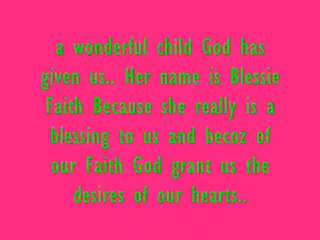 a wonderful child God has
given us.. Her name is Blessie
Faith Because she really is a
blessing to us and becoz of
our Faith God grant us the
desires of our hearts..